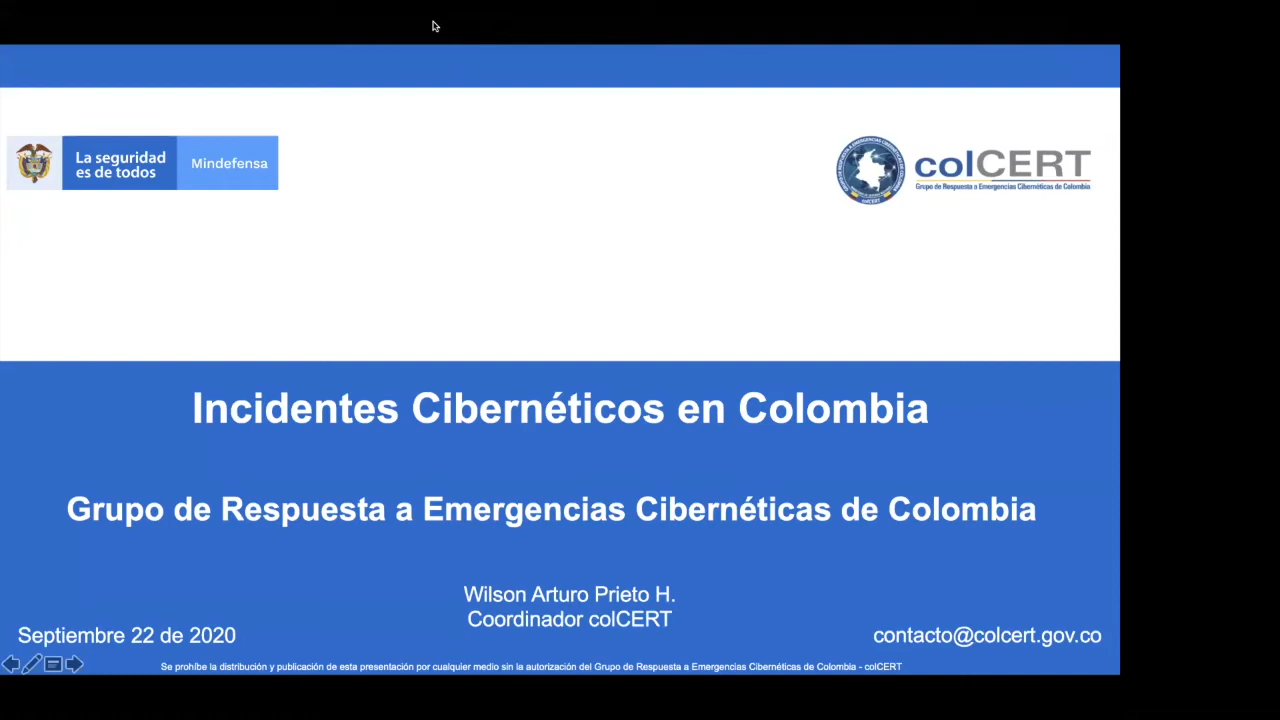 La seguridad
es de todos
Mindefensa
colCERT
Grupo de Respuesta a Emergencias Cibernéticas de Colombia
Incidentes Cibernéticos en Colombia
Grupo de Respuesta a Emergencias Cibernéticas de Colombia
Wilson Arturo Prieto H.
Coordinador colCERT
Septiembre 22 de 2020
contacto@colcert.gov.co
Se prohíbe la distribución y publicación de esta presentación por cualquier medio sin la autorización del Grupo de Respuesta a Emergencias Cibernéticas de Colombia - colCERT